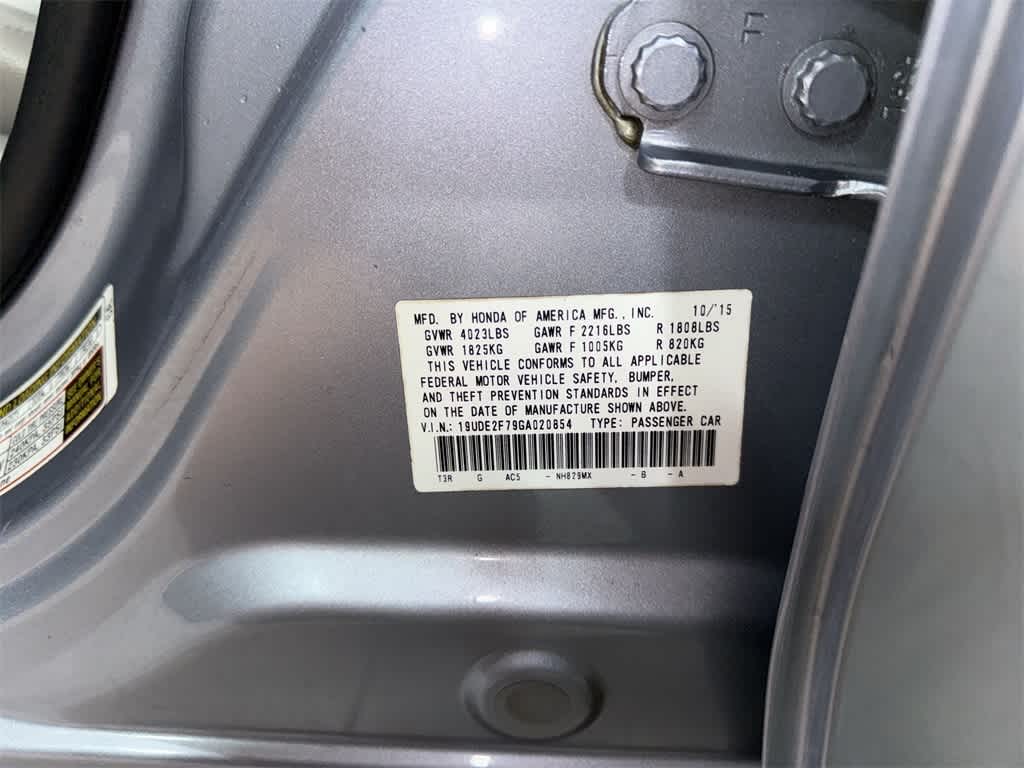 F
MFD. BY HONDA OF AMERICA MFG., INC. 10/'15
GVWR 4023LBS GAWR F 2216LBS R 1808LBS
GVWR 1825KG GAWR F 1005KG R 820KG
THIS VEHICLE CONFORMS TO ALL APPLICABLE
FEDERAL MOTOR VEHICLE SAFETY, BUMPER,
AND THEFT PREVENTION STANDARDS IN EFFECT
ON THE DATE OF MANUFACTURE SHOWN ABOVE.
V.I.N.: 19UDE2F79GA020854 TYPE: PASSENGER CAR
T3R G AC5 - NH829MX - B - A